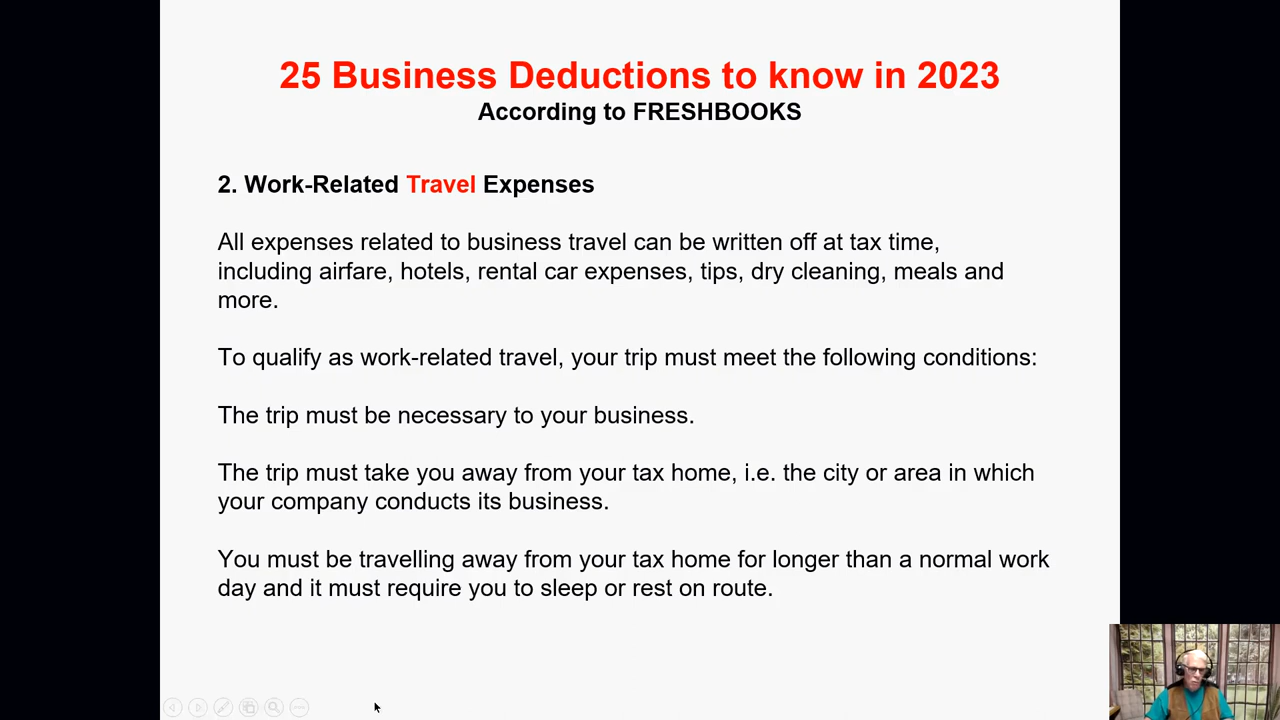 25 Business Deductions to know in 2023
According to FRESHBOOKS
2. Work-Related Travel Expenses
All expenses related to business travel can be written off at tax time,
including airfare, hotels, rental car expenses, tips, dry cleaning, meals and
more.
To qualify as work-related travel, your trip must meet the following conditions:
The trip must be necessary to your business.
The trip must take you away from your tax home, i.e. the city or area in which
your company conducts its business.
You must be travelling away from your tax home for longer than a normal work
day and it must require you to sleep or rest on route.